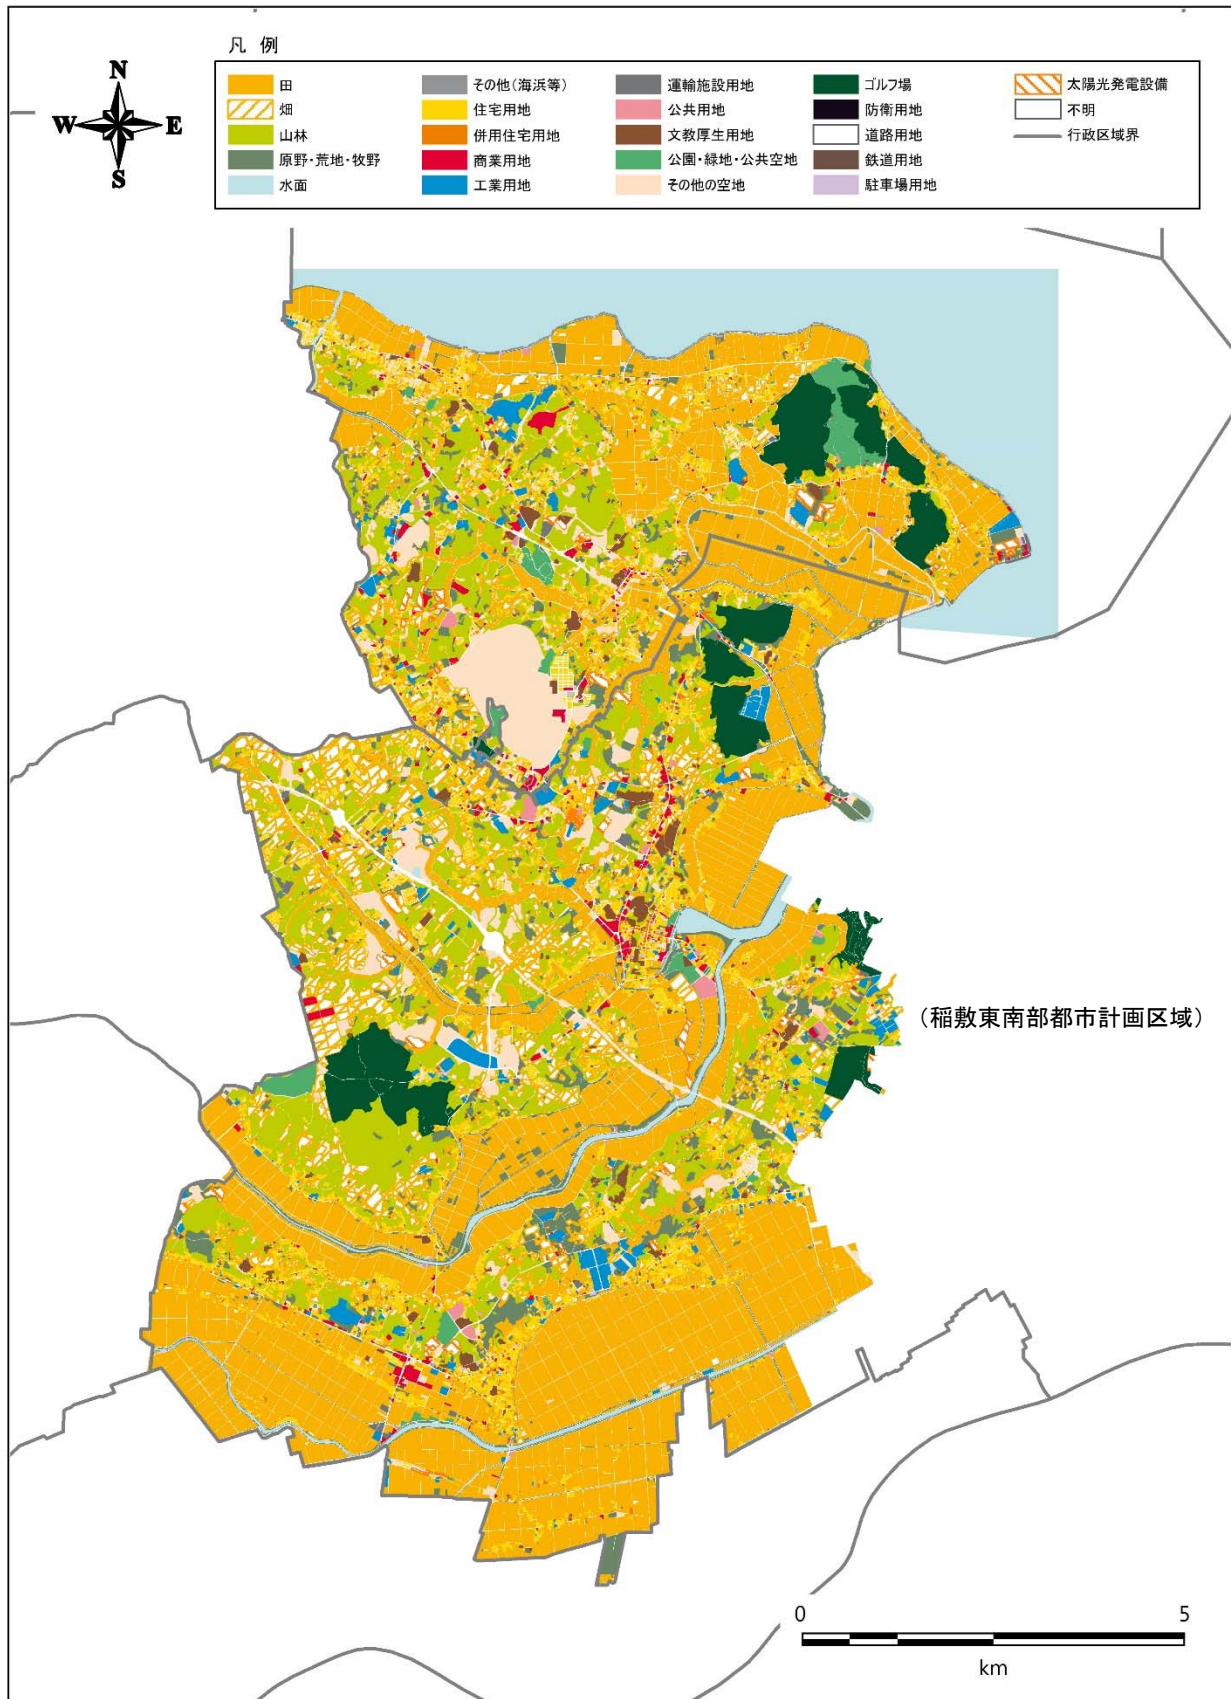 凡 例
N
W E
S
田
その他(海浜等)
運輸施設用地
ゴルフ場
太陽光発電設備
畑
住宅用地
公共用地
防衛用地
不明
山林
併用住宅用地
文教厚生用地
道路用地
行政区域界
原野・荒地・牧野
商業用地
公園・緑地・公共空地
鉄道用地
水面
工業用地
その他の空地
駐車場用地
(稲敷東南部都市計画区域)
0 5
km